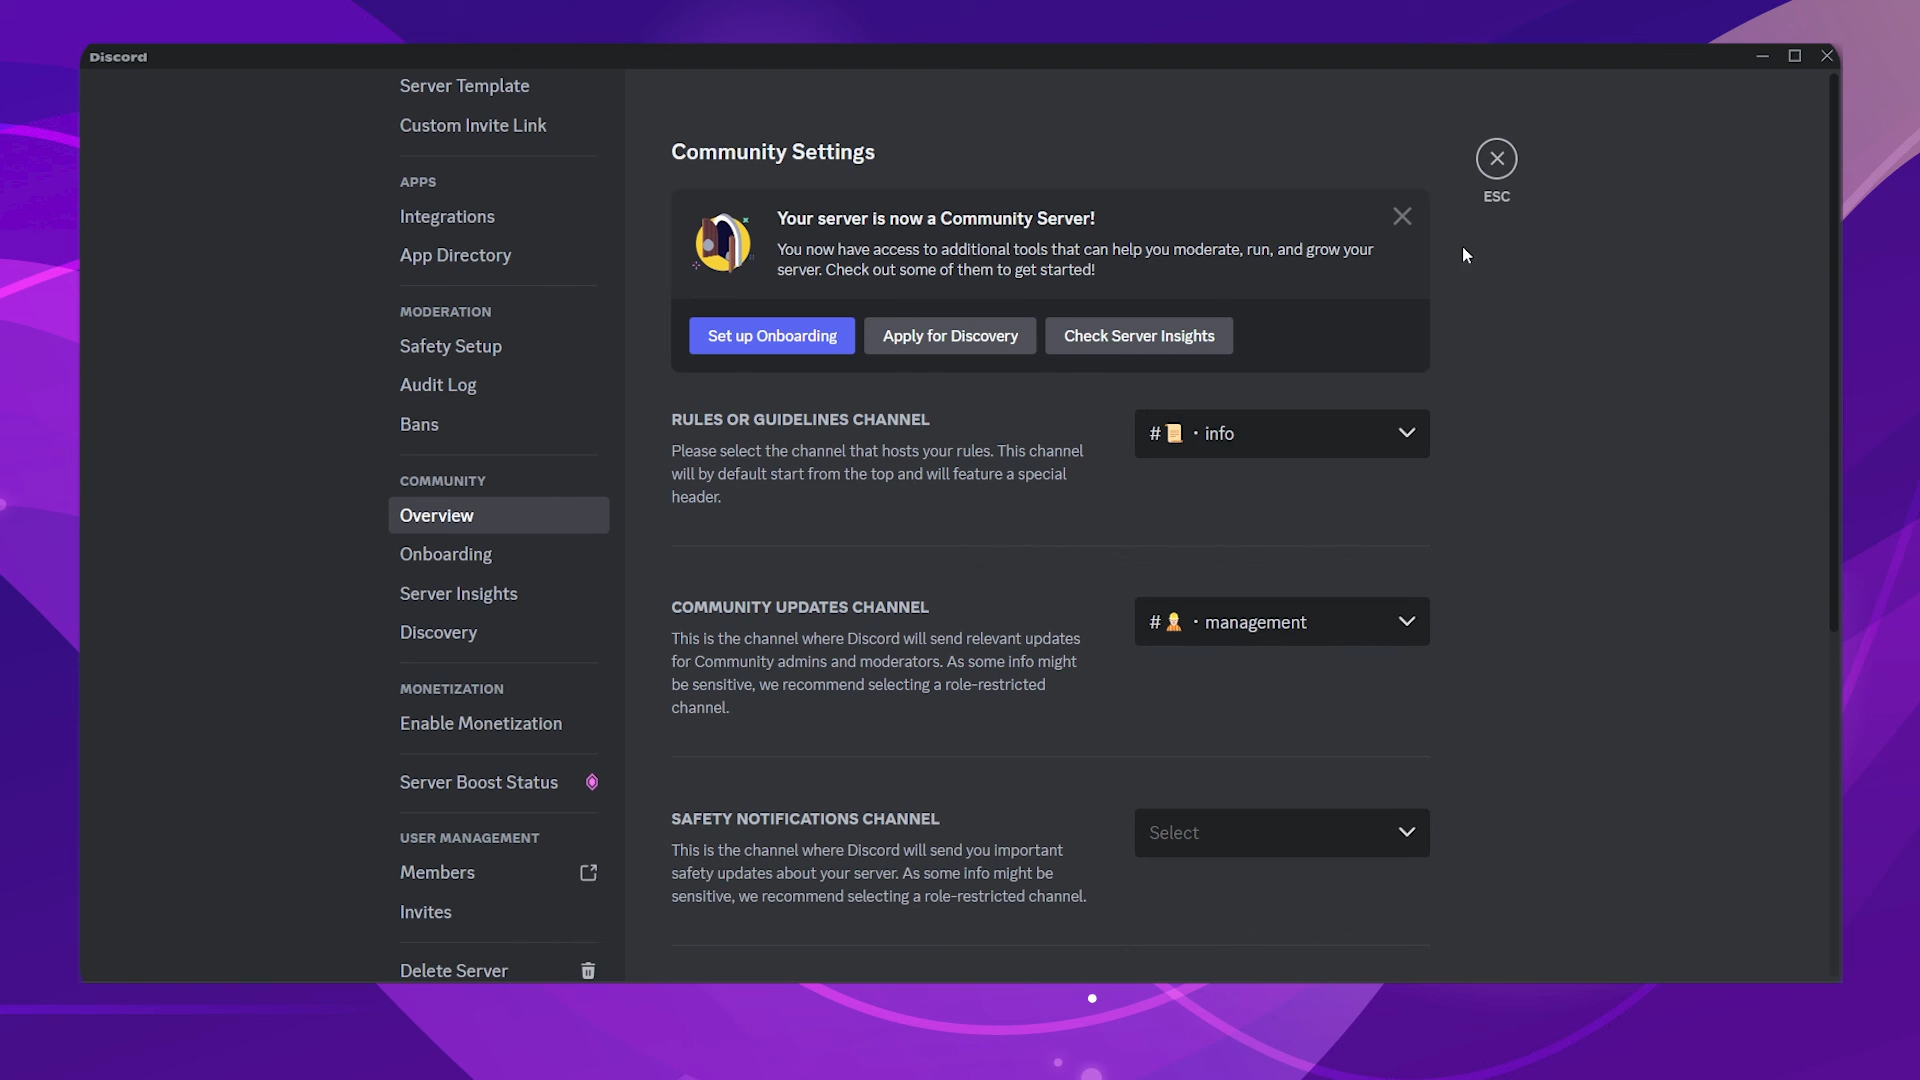 Discord
Server Template
Custom Invite Link
APPS
Integrations
App Directory
MODERATION
Safety Setup
Audit Log
Bans
COMMUNITY
Overview
Onboarding
Server Insights
Discovery
MONETIZATION
Enable Monetization
Server Boost Status
USER MANAGEMENT
Members
Invites
Delete Server
Community Settings
ESC
Your server is now a Community Server!
You now have access to additional tools that can help you moderate, run, and grow your
server. Check out some of them to get started!
Set up Onboarding
Apply for Discovery
Check Server Insights
RULES OR GUIDELINES CHANNEL
Please select the channel that hosts your rules. This channel
will by default start from the top and will feature a special
header.
#📜・info
COMMUNITY UPDATES CHANNEL
This is the channel where Discord will send relevant updates
for Community admins and moderators. As some info might
be sensitive, we recommend selecting a role-restricted
channel.
#👷・management
SAFETY NOTIFICATIONS CHANNEL
This is the channel where Discord will send you important
safety updates about your server. As some info might be
sensitive, we recommend selecting a role-restricted channel.
Select